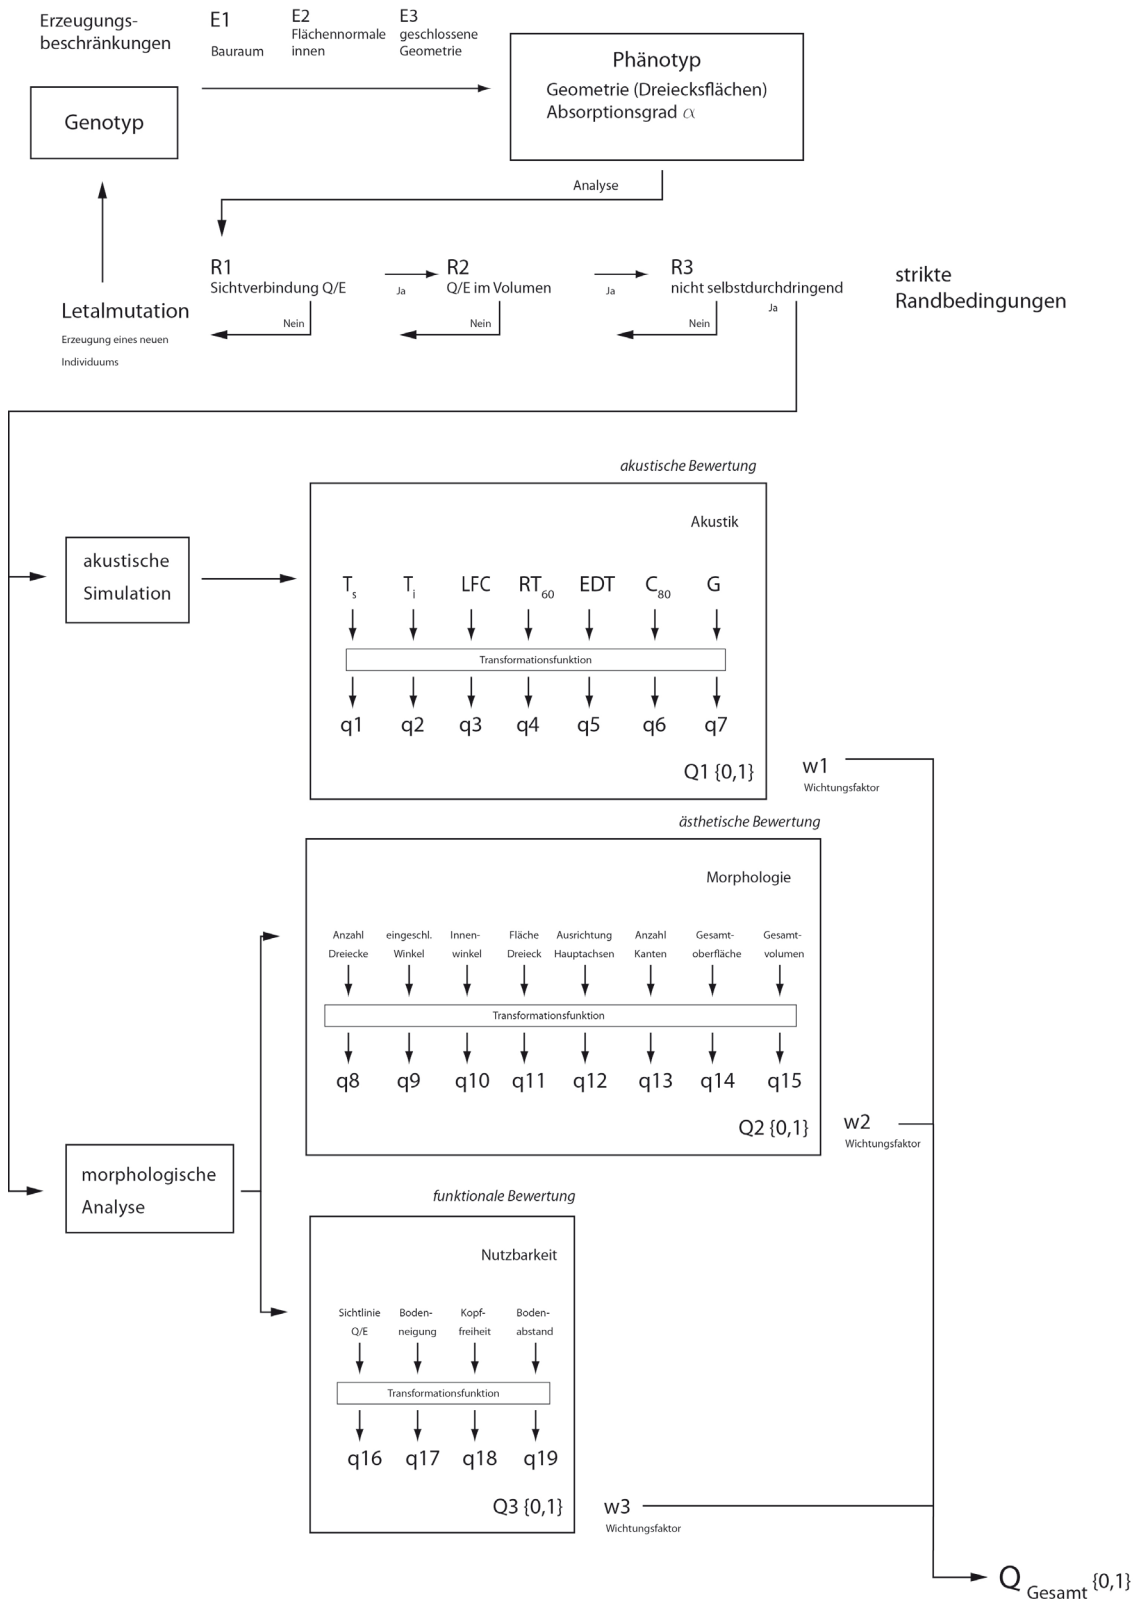 Erzeugungs-
beschränkungen
E1
Bauraum
E2
Flächennormale
innen
E3
geschlossene
Geometrie
Genotyp
Phänotyp
Geometrie (Dreiecksflächen)
Absorptionsgrad α
Analyse
R1
Sichtverbindung Q/E
Ja
Nein
R2
Q/E im Volumen
Ja
Nein
R3
nicht selbstdurchdringend
Ja
Nein
strikte
Randbedingungen
Letalmutation
Erzeugung eines neuen
Individuums
akustische Bewertung
akustische
Simulation
Akustik
Ts Ti LFC RT60 EDT C80 G
Transformationsfunktion
q1 q2 q3 q4 q5 q6 q7
Q1 {0,1}
w1
Wichtungsfaktor
ästhetische Bewertung
Morphologie
Anzahl
Dreiecke
eingeschl.
Winkel
Innen-
winkel
Fläche
Dreieck
Ausrichtung
Hauptachsen
Anzahl
Kanten
Gesamt-
oberfläche
Gesamt-
volumen
Transformationsfunktion
q8 q9 q10 q11 q12 q13 q14 q15
Q2 {0,1}
w2
Wichtungsfaktor
morphologische
Analyse
funktionale Bewertung
Nutzbarkeit
Sichtlinie
Q/E
Boden-
neigung
Kopf-
freiheit
Boden-
abstand
Transformationsfunktion
q16 q17 q18 q19
Q3 {0,1}
w3
Wichtungsfaktor
Q Gesamt {0,1}